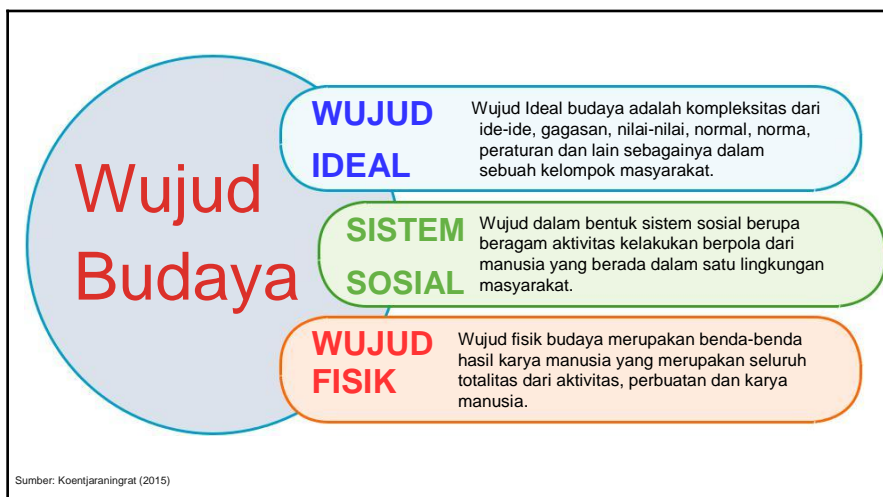 Wujud
Budaya
WUJUD
IDEAL
Wujud Ideal budaya adalah kompleksitas dari
ide-ide, gagasan, nilai-nilai, normal, norma,
peraturan dan lain sebagainya dalam
sebuah kelompok masyarakat.
SISTEM
SOSIAL
Wujud dalam bentuk sistem sosial berupa
beragam aktivitas kelakukan berpola dari
manusia yang berada dalam satu lingkungan
masyarakat.
WUJUD
FISIK
Wujud fisik budaya merupakan benda-benda
hasil karya manusia yang merupakan seluruh
totalitas dari aktivitas, perbuatan dan karya
manusia.
Sumber: Koentjaraningrat (2015)